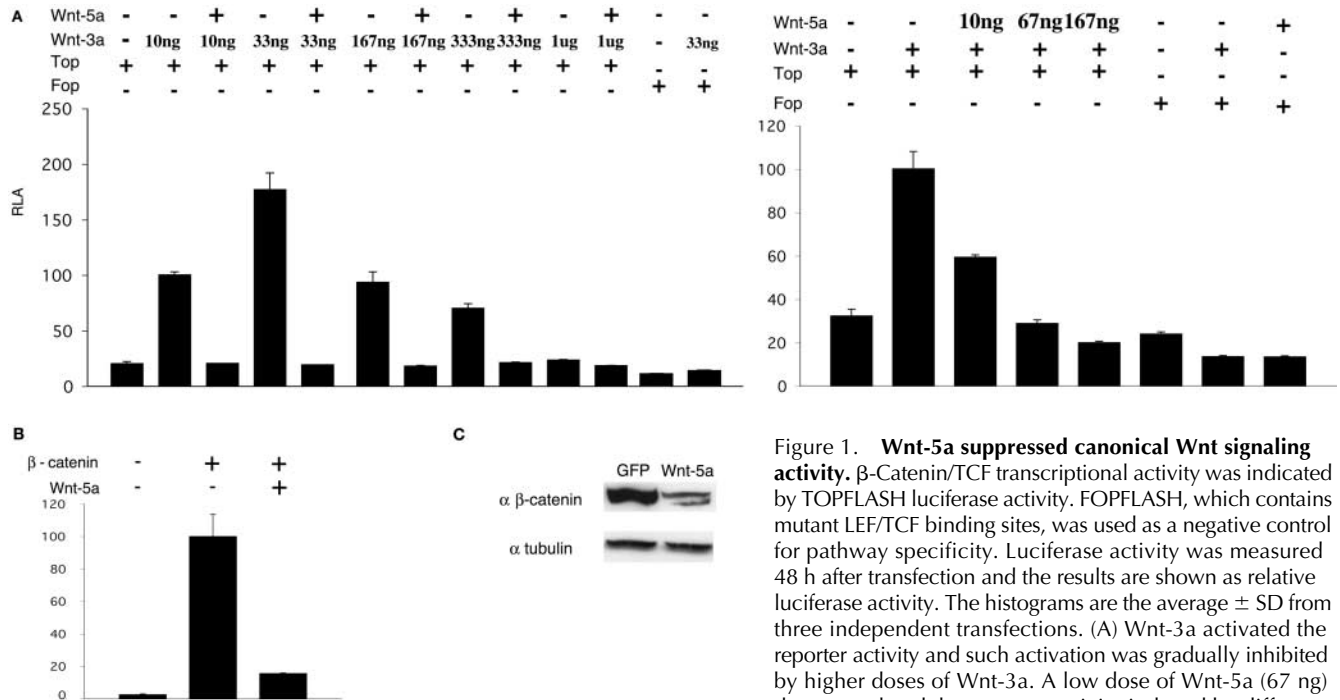 A
Wnt-5a - - + - + - + - + - + - -
Wnt-3a - 10ng 10ng 33ng 33ng 167ng 167ng 333ng 333ng 1ug 1ug - 33ng
Top + + + + + + + + + + + - -
Fop - - - - - - - - - - - + +
250
200
150
100
50
0
RLA
Wnt-5a - - 10ng 67ng 167ng - - +
Wnt-3a - + + + + - + -
Top + + + + + - - -
Fop - - - - - + + +
120
100
80
60
40
20
0
B
β - catenin - + +
Wnt-5a - - +
120
100
80
60
40
20
0
C
GFP Wnt-5a
α β-catenin
α tubulin
Figure 1. Wnt-5a suppressed canonical Wnt signaling
activity. β-Catenin/TCF transcriptional activity was indicated
by TOPFLASH luciferase activity. FOPFLASH, which contains
mutant LEF/TCF binding sites, was used as a negative control
for pathway specificity. Luciferase activity was measured
48 h after transfection and the results are shown as relative
luciferase activity. The histograms are the average ± SD from
three independent transfections. (A) Wnt-3a activated the
reporter activity and such activation was gradually inhibited
by higher doses of Wnt-3a. A low dose of Wnt-5a (67 ng)